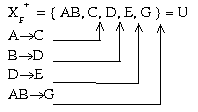 X_F^+ = { AB, C, D, E, G } = U
A→C
B→D
D→E
AB→G